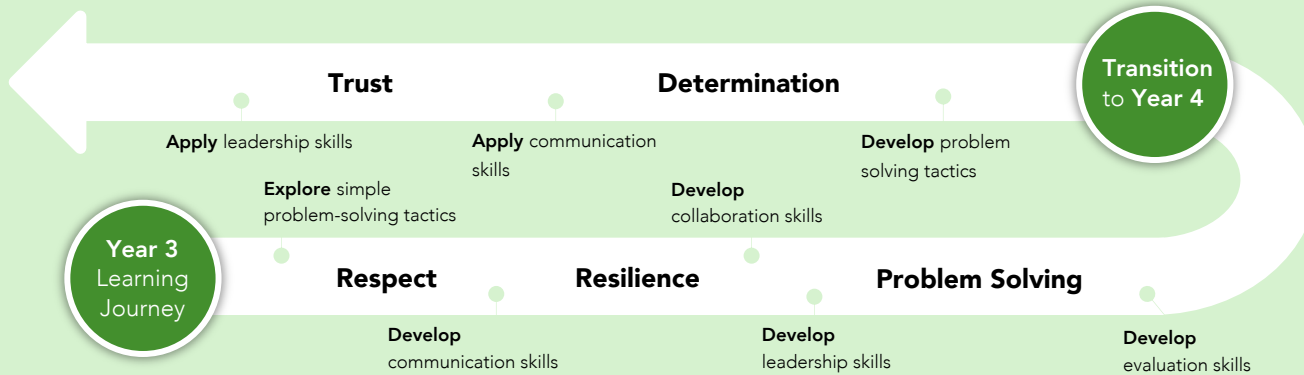 Trust
Determination
Transition
to Year 4
Apply leadership skills
Apply communication
skills
Develop problem
solving tactics
Explore simple
problem-solving tactics
Develop
collaboration skills
Year 3
Learning
Journey
Respect
Resilience
Problem Solving
Develop
communication skills
Develop
leadership skills
Develop
evaluation skills